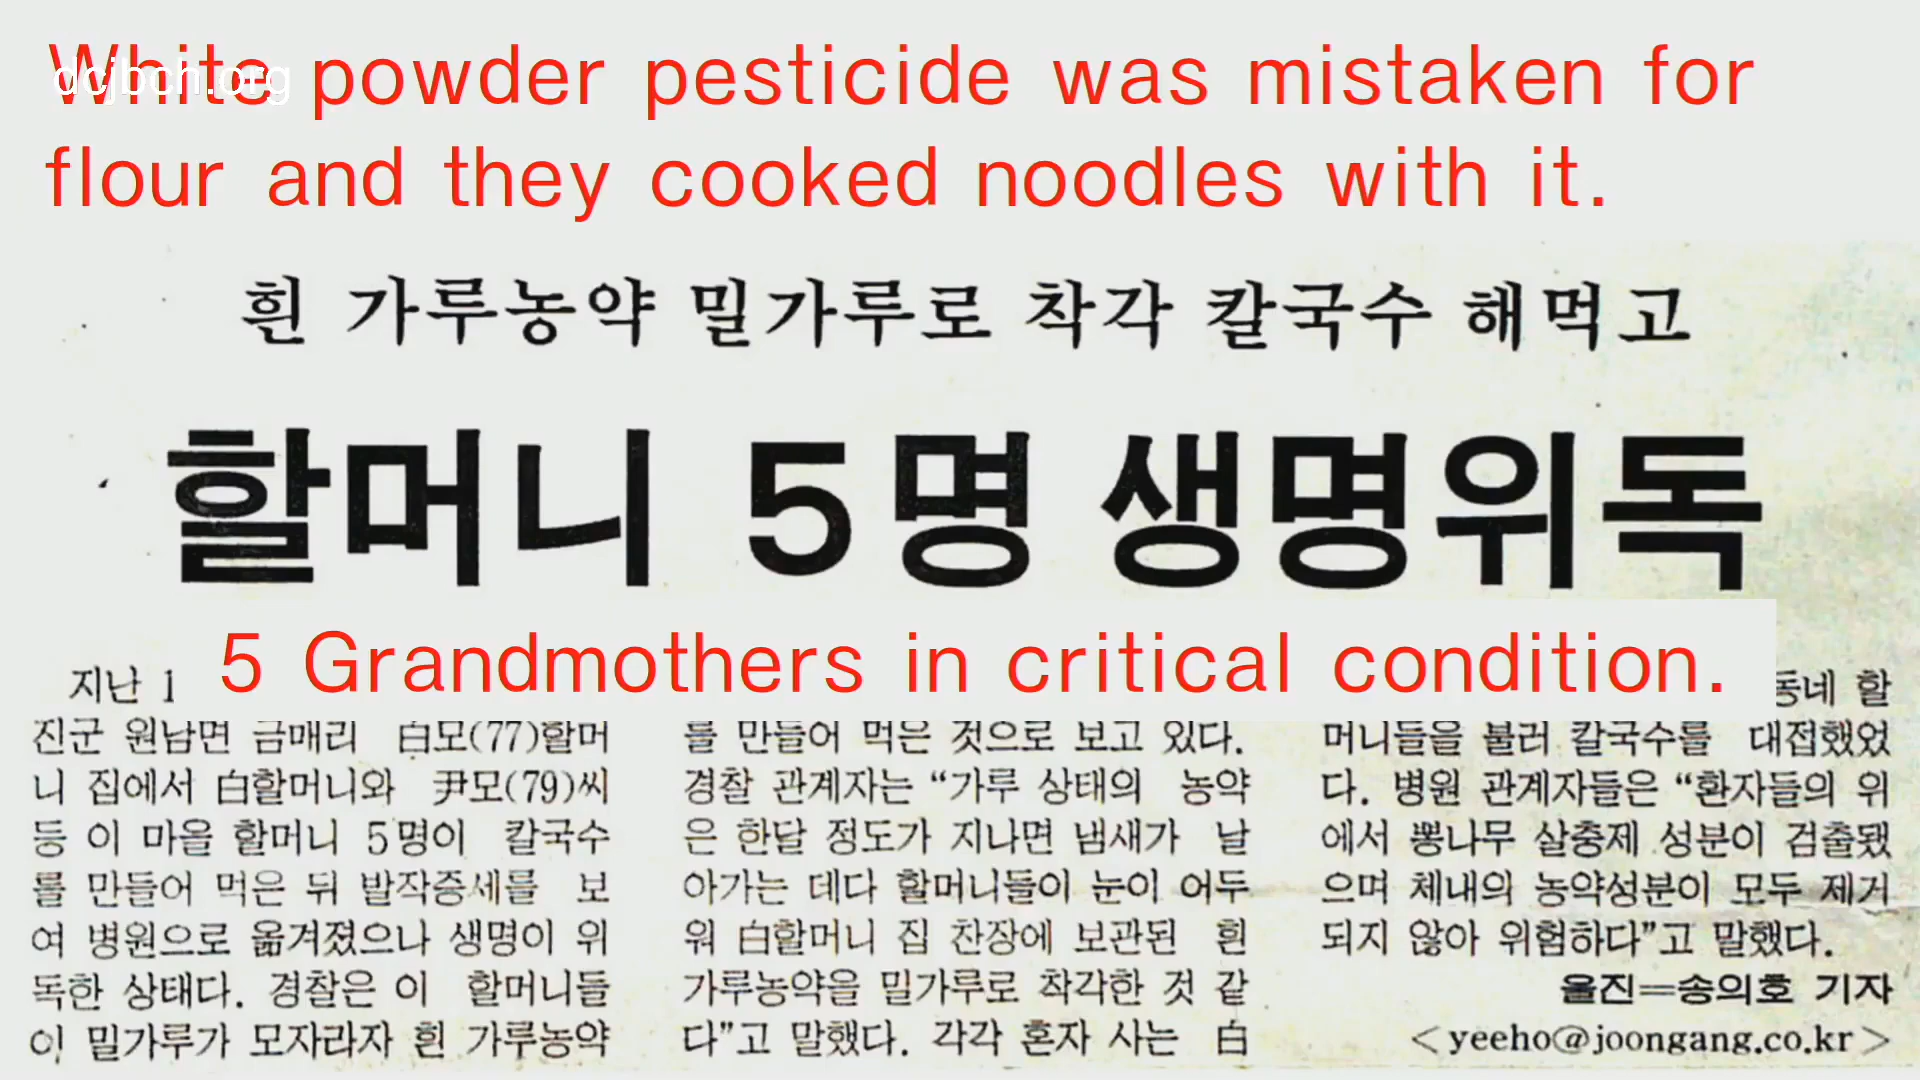 White powder pesticide was mistaken for
dcjbch.org
flour and they cooked noodles with it.
흰 가루농약 밀가루로 착각 칼국수 해먹고
할머니 5명 생명위독
5 Grandmothers in critical condition.
지난 1
진군 원남면 금매리 白모(77)할머
니 집에서 白할머니와 尹모(79)씨
등 이 마을 할머니 5명이 칼국수
를 만들어 먹은 뒤 발작증세를 보
여 병원으로 옮겨졌으나 생명이 위
독한 상태다. 경찰은 이 할머니들
이 밀가루가 모자라자 흰 가루농약
를 만들어 먹은 것으로 보고 있다.
경찰 관계자는 “가루 상태의 농약
은 한달 정도가 지나면 냄새가 날
아가는 데다 할머니들이 눈이 어두
워 白할머니 집 찬장에 보관된 흰
가루농약을 밀가루로 착각한 것 같
다”고 말했다. 각각 혼자 사는 白
동네 할
머니들을 불러 칼국수를 대접했었
다. 병원 관계자들은 “환자들의 위
에서 뽕나무 살충제 성분이 검출됐
으며 체내의 농약성분이 모두 제거
되지 않아 위험하다”고 말했다.
울진=송의호 기자
<yeeho@joongang.co.kr>